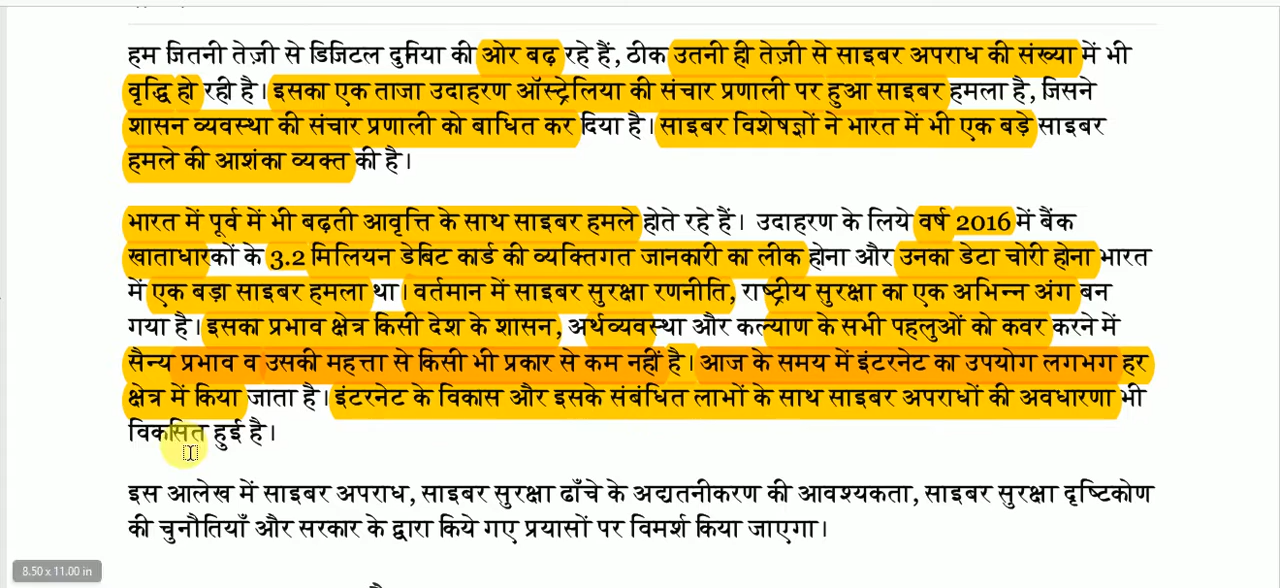 हम जितनी तेज़ी से डिजिटल दुनिया की ओर बढ़ रहे हैं, ठीक उतनी ही तेज़ी से साइबर अपराध की संख्या में भी
वृद्धि हो रही है। इसका एक ताजा उदाहरण ऑस्ट्रेलिया की संचार प्रणाली पर हुआ साइबर हमला है, जिसने
शासन व्यवस्था की संचार प्रणाली को बाधित कर दिया है। साइबर विशेषज्ञों ने भारत में भी एक बड़े साइबर
हमले की आशंका व्यक्त की है।
भारत में पूर्व में भी बढ़ती आवृत्ति के साथ साइबर हमले होते रहे हैं। उदाहरण के लिये वर्ष 2016 में बैंक
खाताधारकों के 3.2 मिलियन डेबिट कार्ड की व्यक्तिगत जानकारी का लीक होना और उनका डेटा चोरी होना भारत
में एक बड़ा साइबर हमला था। वर्तमान में साइबर सुरक्षा रणनीति, राष्ट्रीय सुरक्षा का एक अभिन्न अंग बन
गया है। इसका प्रभाव क्षेत्र किसी देश के शासन, अर्थव्यवस्था और कल्याण के सभी पहलुओं को कवर करने में
सैन्य प्रभाव व उसकी महत्ता से किसी भी प्रकार से कम नहीं है। आज के समय में इंटरनेट का उपयोग लगभग हर
क्षेत्र में किया जाता है। इंटरनेट के विकास और इसके संबंधित लाभों के साथ साइबर अपराधों की अवधारणा भी
विकसित हुई है।
इस आलेख में साइबर अपराध, साइबर सुरक्षा ढाँचे के अद्यतनीकरण की आवश्यकता, साइबर सुरक्षा दृष्टिकोण
की चुनौतियाँ और सरकार के द्वारा किये गए प्रयासों पर विमर्श किया जाएगा।
8.50 x 11.00 in